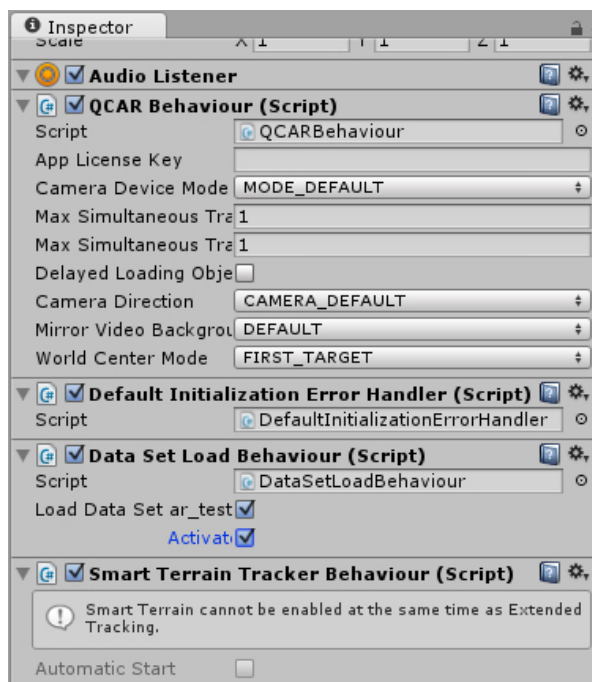 Inspector
Scale X 1 Y 1 Z 1
Audio Listener
QCAR Behaviour (Script)
Script QCARBehaviour
App License Key
Camera Device Mode MODE_DEFAULT
Max Simultaneous Tra 1
Max Simultaneous Tra 1
Delayed Loading Obje
Camera Direction CAMERA_DEFAULT
Mirror Video Backgrou DEFAULT
World Center Mode FIRST_TARGET
Default Initialization Error Handler (Script)
Script DefaultInitializationErrorHandler
Data Set Load Behaviour (Script)
Script DataSetLoadBehaviour
Load Data Set ar_test
Activat
Smart Terrain Tracker Behaviour (Script)
Smart Terrain cannot be enabled at the same time as Extended
Tracking.
Automatic Start